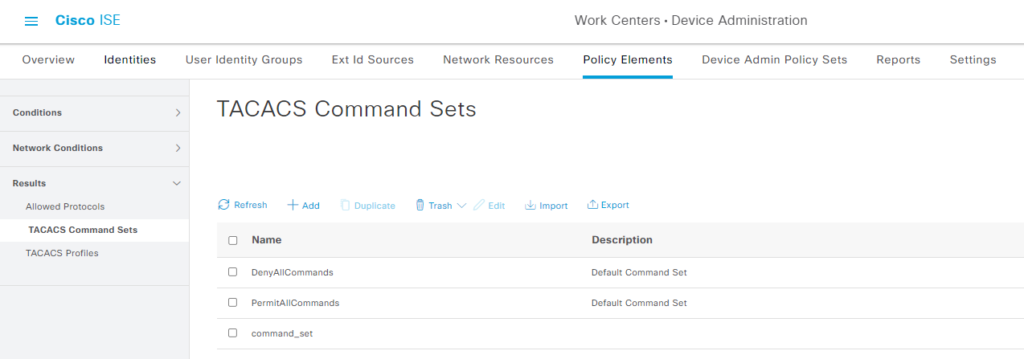 Cisco ISE
Work Centers · Device Administration
Overview Identities User Identity Groups Ext Id Sources Network Resources Policy Elements Device Admin Policy Sets Reports Settings
Conditions
Network Conditions
Results
Allowed Protocols
TACACS Command Sets
TACACS Profiles
TACACS Command Sets
Refresh Add Duplicate Trash Edit Import Export
Name Description
DenyAllCommands Default Command Set
PermitAllCommands Default Command Set
command_set